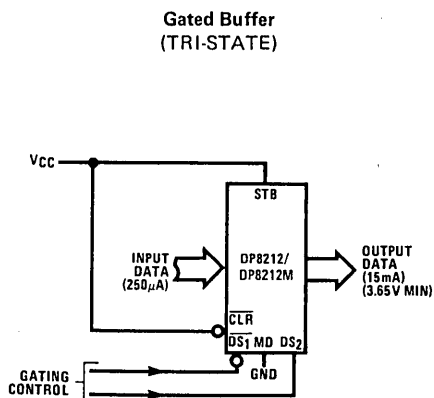 Gated Buffer
(TRI-STATE)
VCC
STB
INPUT
DATA
(250μA)
DP8212/
DP8212M
OUTPUT
DATA
(15mA)
(3.65V MIN)
CLR
DS1 MD DS2
GND
GATING
CONTROL